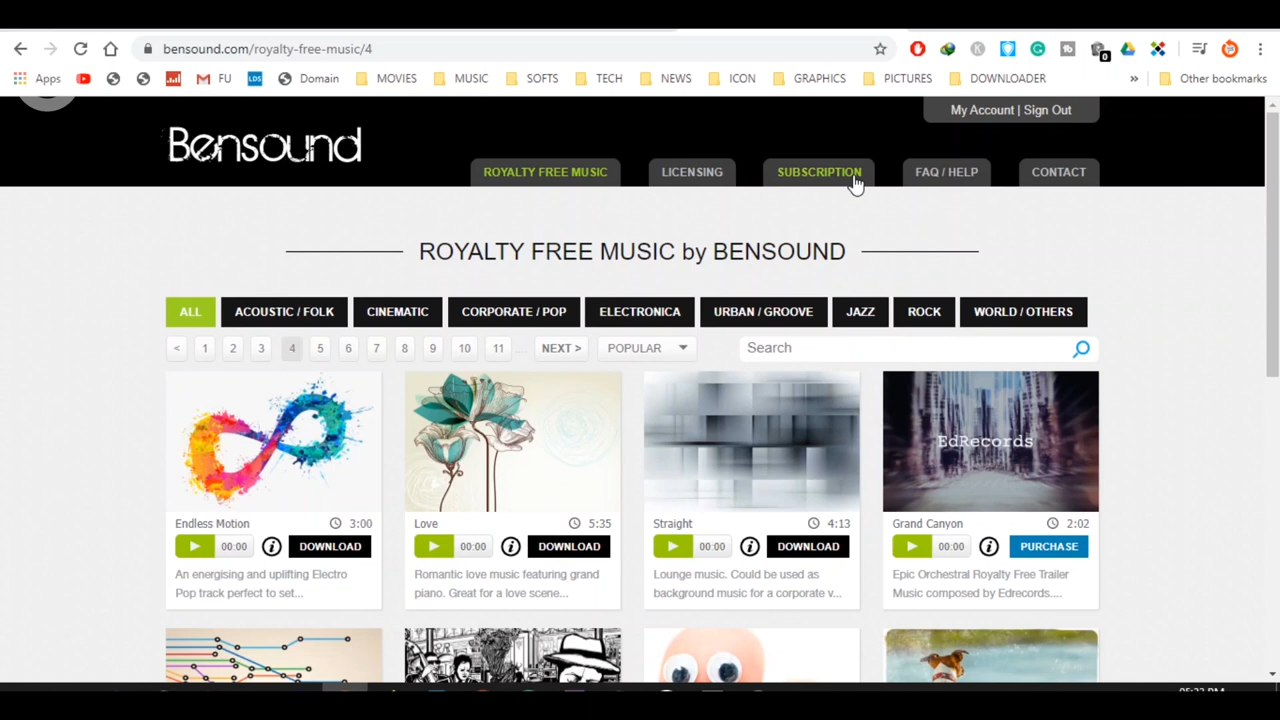 bensound.com/royalty-free-music/4
0
Apps
FU
LDS
Domain
MOVIES
MUSIC
SOFTS
TECH
NEWS
ICON
GRAPHICS
PICTURES
DOWNLOADER
»
Other bookmarks
My Account | Sign Out
Bensound
ROYALTY FREE MUSIC
LICENSING
SUBSCRIPTION
FAQ / HELP
CONTACT
ROYALTY FREE MUSIC by BENSOUND
ALL
ACOUSTIC / FOLK
CINEMATIC
CORPORATE / POP
ELECTRONICA
URBAN / GROOVE
JAZZ
ROCK
WORLD / OTHERS
< 1 2 3 4 5 6 7 8 9 10 11 ... NEXT >
POPULAR
Search
EdRecords
Endless Motion 3:00
00:00 i DOWNLOAD
An energising and uplifting Electro
Pop track perfect to set...
Love 5:35
00:00 i DOWNLOAD
Romantic love music featuring grand
piano. Great for a love scene...
Straight 4:13
00:00 i DOWNLOAD
Lounge music. Could be used as
background music for a corporate v...
Grand Canyon 2:02
00:00 i PURCHASE
Epic Orchestral Royalty Free Trailer
Music composed by Edrecords....